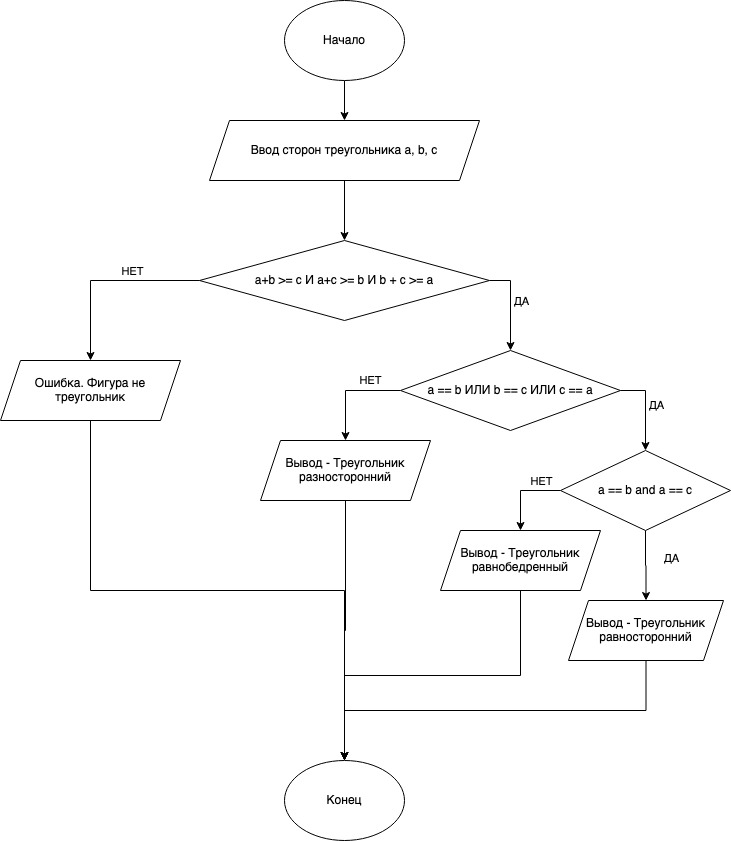 Начало
Ввод сторон треугольника a, b, c
НЕТ
a+b >= c И a+c >= b И b + c >= a
ДА
Ошибка. Фигура не
треугольник
НЕТ
a == b ИЛИ b == c ИЛИ c == a
ДА
Вывод - Треугольник
разносторонний
НЕТ
a == b and a == c
ДА
Вывод - Треугольник
равнобедренный
Вывод - Треугольник
равносторонний
Конец